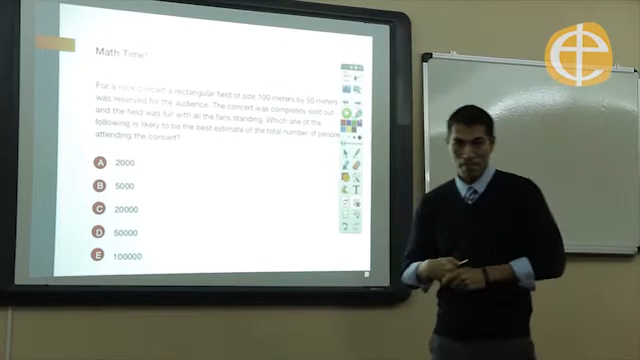 Math Time!
For a rock concert a rectangular field of size 100 meters by 50 meters
was reserved for the audience. The concert was completely sold out
and the field was full with all the fans standing. Which one of the
following is likely to be the best estimate of the total number of people
attending the concert?
A 2000
B 5000
C 20000
D 50000
E 100000